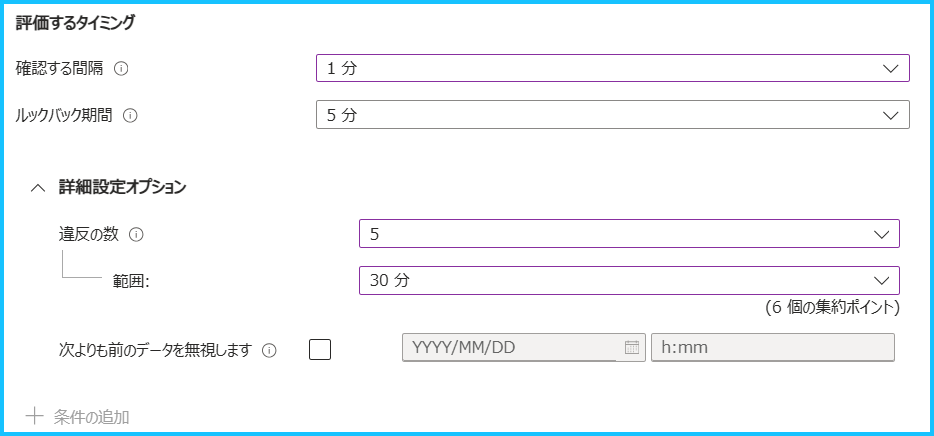 評価するタイミング
確認する間隔
1 分
ルックバック期間
5 分
詳細設定オプション
違反の数
5
範囲:
30 分
(6 個の集約ポイント)
次よりも前のデータを無視します
YYYY/MM/DD
h:mm
条件の追加